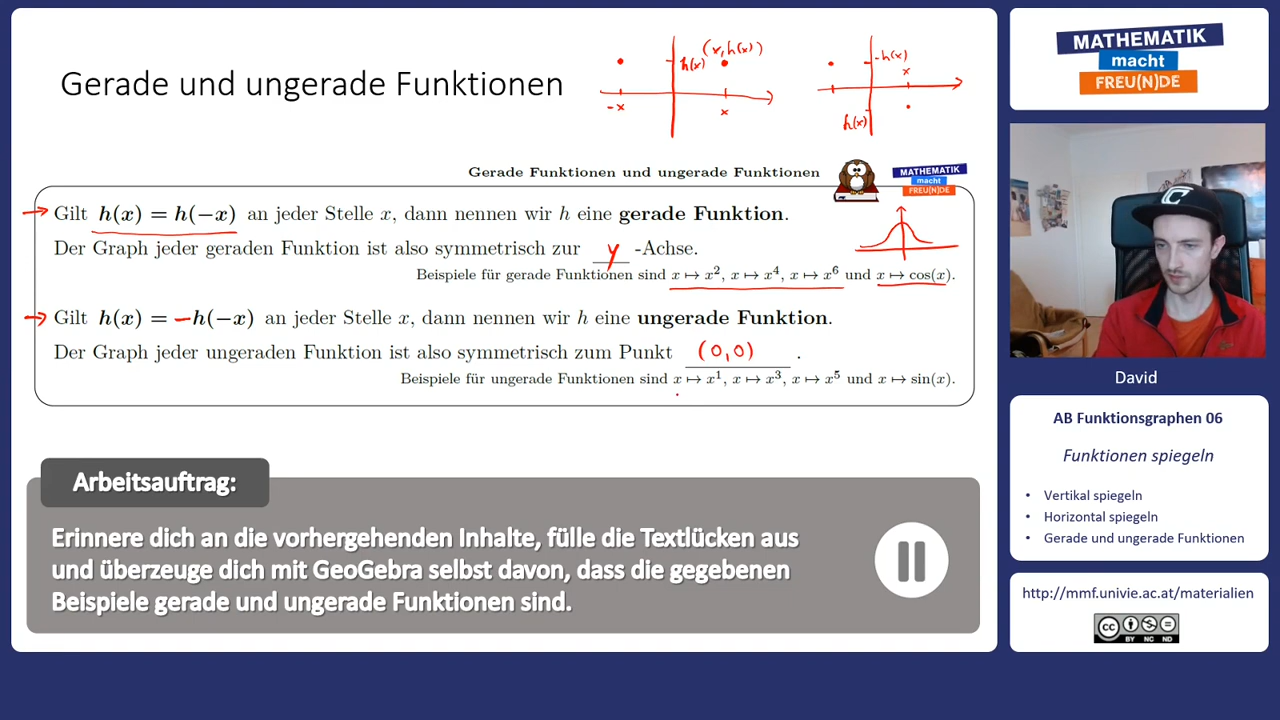 Gerade und ungerade Funktionen
(x, h(x))
h(x)
-x
x
-h(x)
x
h(x)
Gerade Funktionen und ungerade Funktionen
MATHEMATIK
macht
FREU(N)DE
Gilt h(x) = h(−x) an jeder Stelle x, dann nennen wir h eine gerade Funktion.
Der Graph jeder geraden Funktion ist also symmetrisch zur y -Achse.
Beispiele für gerade Funktionen sind x ↦ x², x ↦ x⁴, x ↦ x⁶ und x ↦ cos(x).
Gilt h(x) = −h(−x) an jeder Stelle x, dann nennen wir h eine ungerade Funktion.
Der Graph jeder ungeraden Funktion ist also symmetrisch zum Punkt (0,0) .
Beispiele für ungerade Funktionen sind x ↦ x¹, x ↦ x³, x ↦ x⁵ und x ↦ sin(x).
Arbeitsauftrag:
Erinnere dich an die vorhergehenden Inhalte, fülle die Textlücken aus
und überzeuge dich mit GeoGebra selbst davon, dass die gegebenen
Beispiele gerade und ungerade Funktionen sind.
MATHEMATIK
macht
FREU(N)DE
C
David
AB Funktionsgraphen 06
Funktionen spiegeln
• Vertikal spiegeln
• Horizontal spiegeln
• Gerade und ungerade Funktionen
http://mmf.univie.ac.at/materialien
CC
BY NC ND